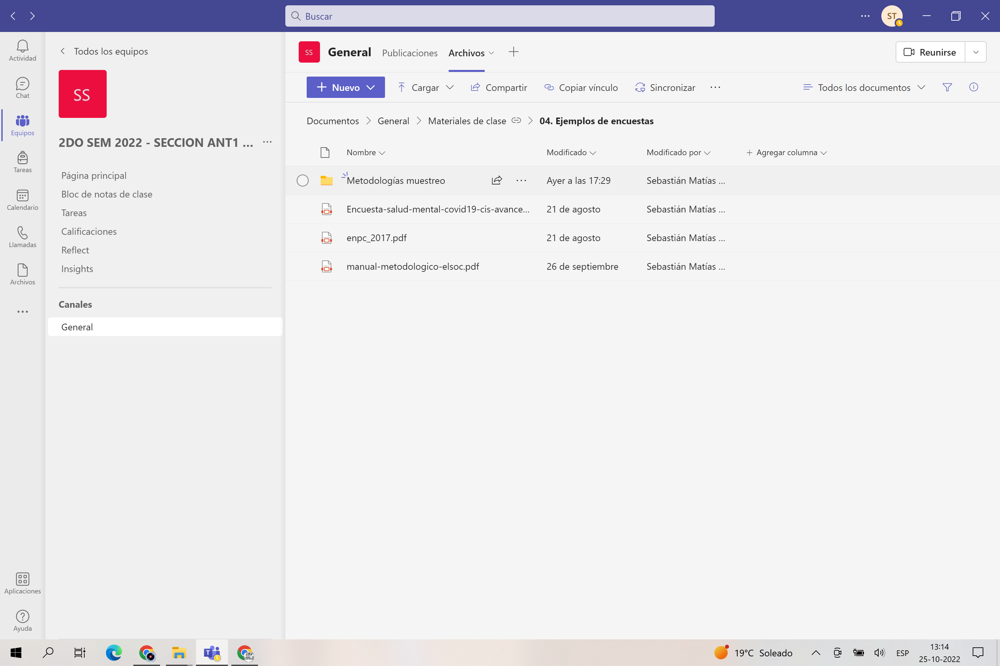 Buscar
ST
Actividad
Chat
Equipos
Tareas
Calendario
Llamadas
Archivos
Aplicaciones
Ayuda
Todos los equipos
SS
2DO SEM 2022 - SECCION ANT1 ...
Página principal
Bloc de notas de clase
Tareas
Calificaciones
Reflect
Insights
Canales
General
SS General Publicaciones Archivos
Reunirse
Nuevo Cargar Compartir Copiar vínculo Sincronizar Todos los documentos
Documentos General Materiales de clase 04. Ejemplos de encuestas
Nombre Modificado Modificado por Agregar columna
Metodologías muestreo Ayer a las 17:29 Sebastián Matías ...
Encuesta-salud-mental-covid19-cis-avance... 21 de agosto Sebastián Matías ...
enpc_2017.pdf 21 de agosto Sebastián Matías ...
manual-metodologico-elsoc.pdf 26 de septiembre Sebastián Matías ...
19°C Soleado
ESP
13:14
25-10-2022